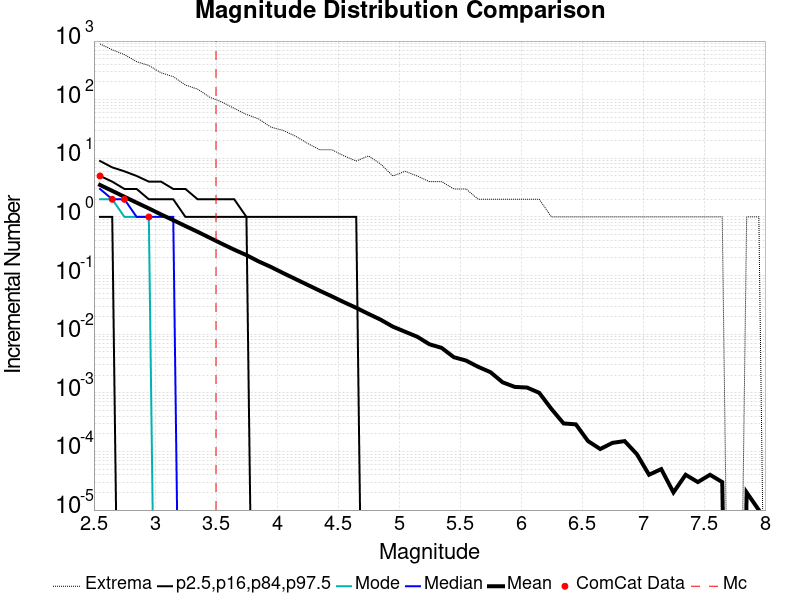 Magnitude Distribution Comparison
10 3
10 2
10 1
10 0
10 -1
10 -2
10 -3
10 -4
10 -5
Incremental Number
2.5 3 3.5 4 4.5 5 5.5 6 6.5 7 7.5 8
Magnitude
Extrema p2.5,p16,p84,p97.5 Mode Median Mean ComCat Data Mc